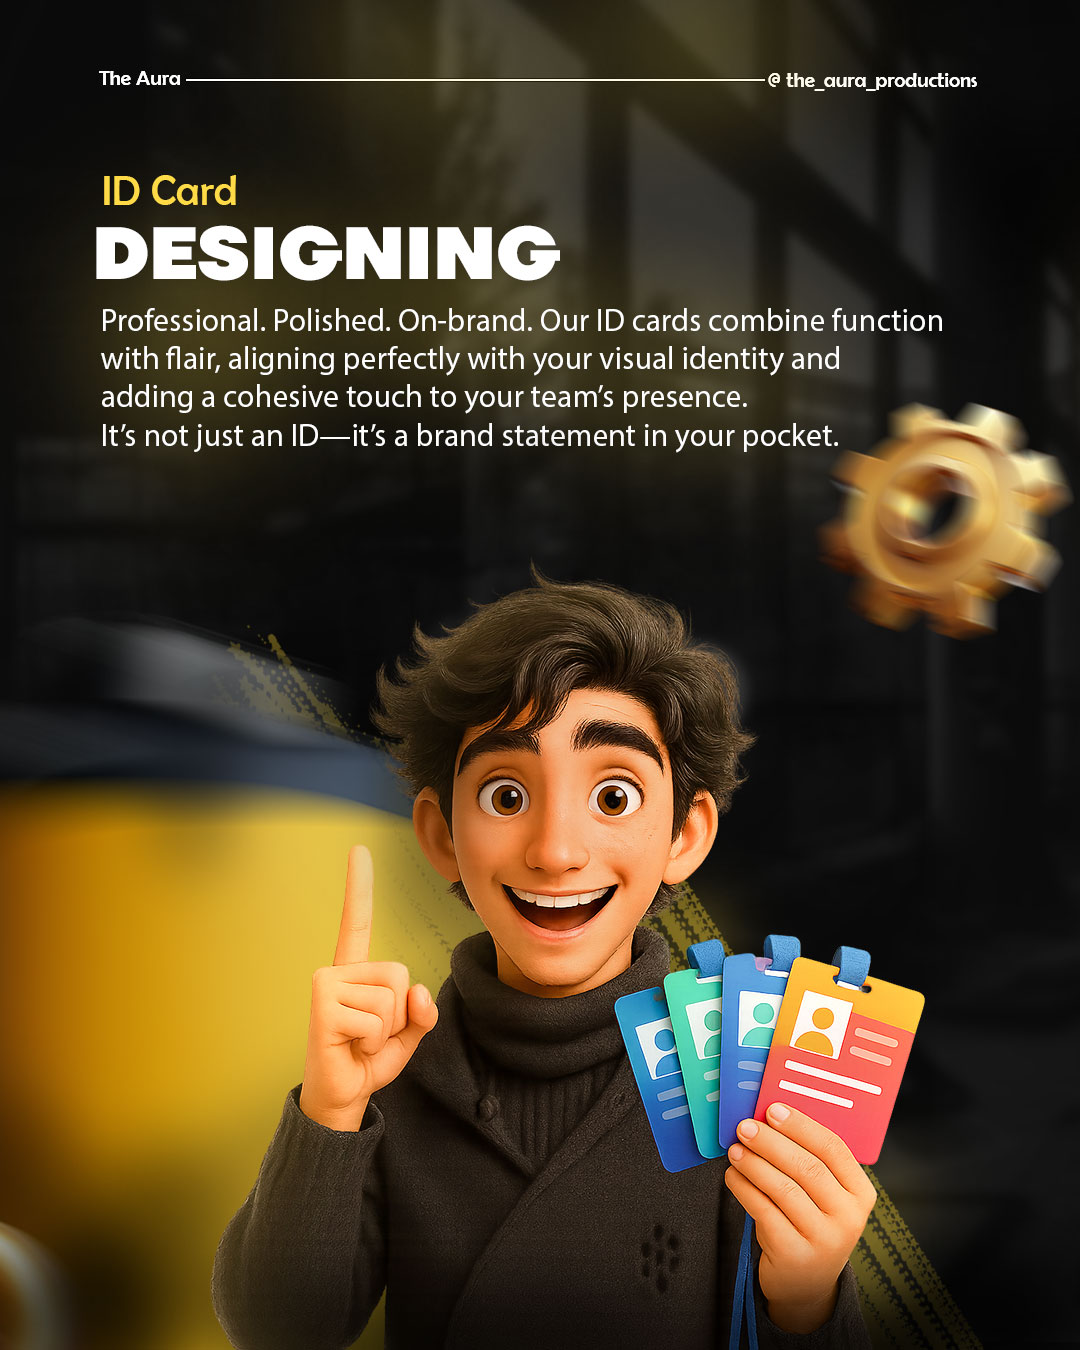 The Aura
@ the_aura_productions
ID Card
DESIGNING
Professional. Polished. On-brand. Our ID cards combine function
with flair, aligning perfectly with your visual identity and
adding a cohesive touch to your team’s presence.
It’s not just an ID—it’s a brand statement in your pocket.